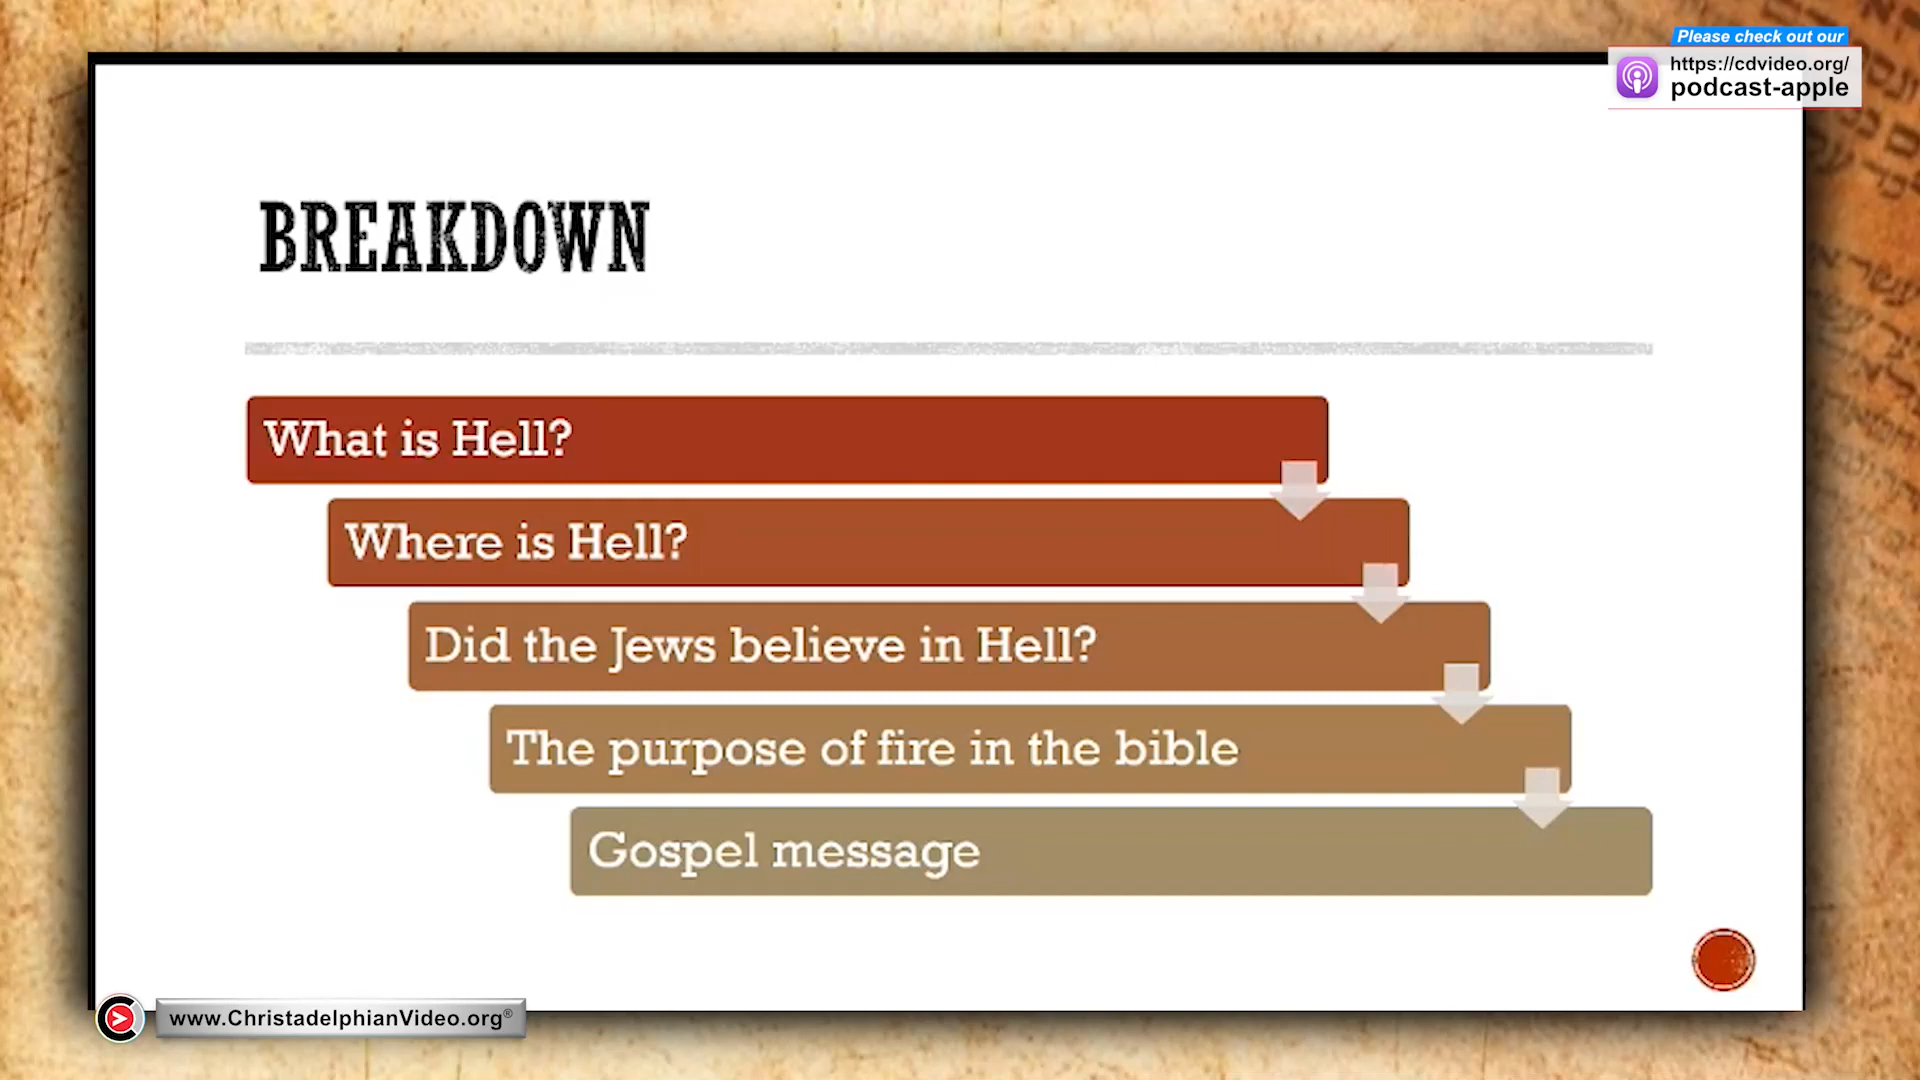 Please check out our
https://cdvideo.org/
podcast-apple
BREAKDOWN
What is Hell?
Where is Hell?
Did the Jews believe in Hell?
The purpose of fire in the bible
Gospel message
www.ChristadelphianVideo.org®